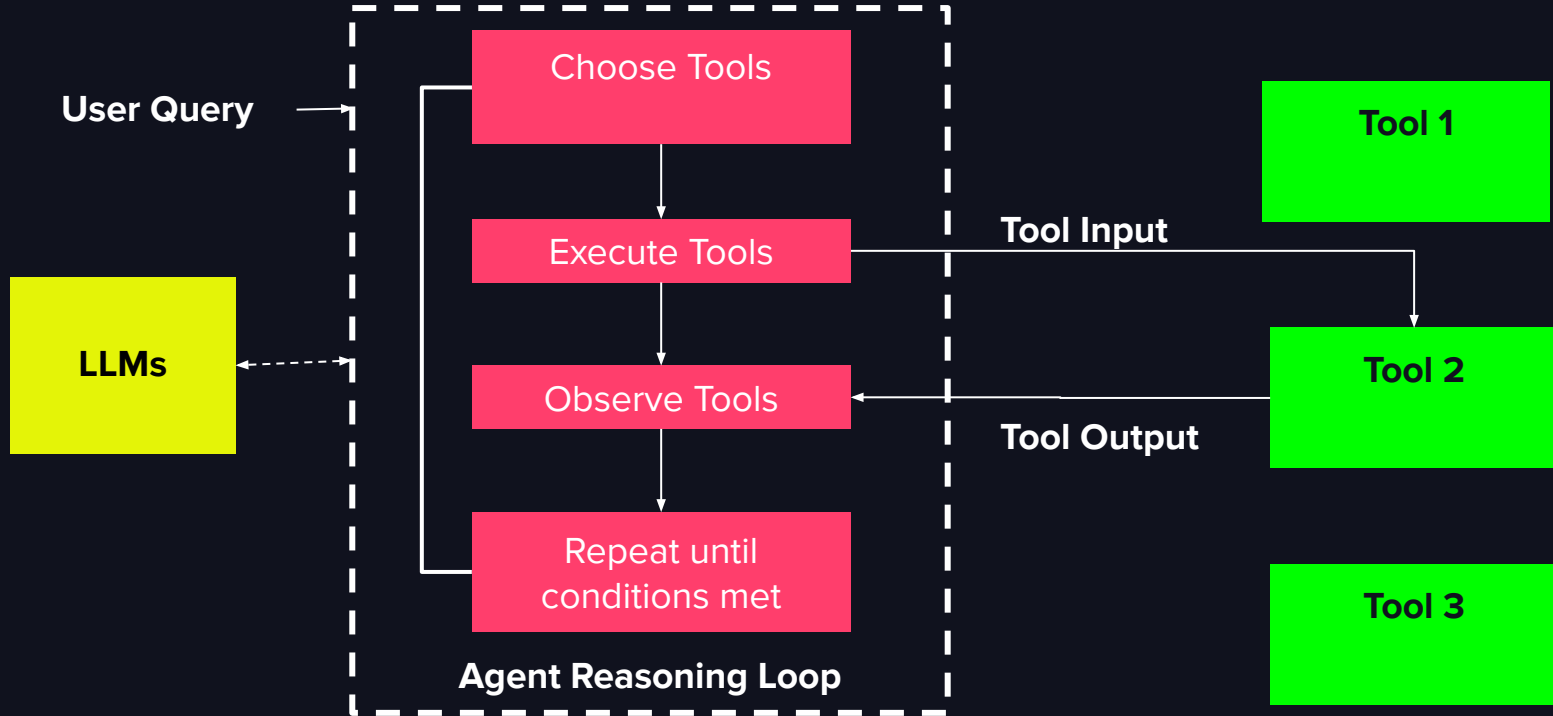 Choose Tools
User Query
Tool 1
Tool Input
Execute Tools
LLMs
Tool 2
Observe Tools
Tool Output
Repeat until
conditions met
Tool 3
Agent Reasoning Loop